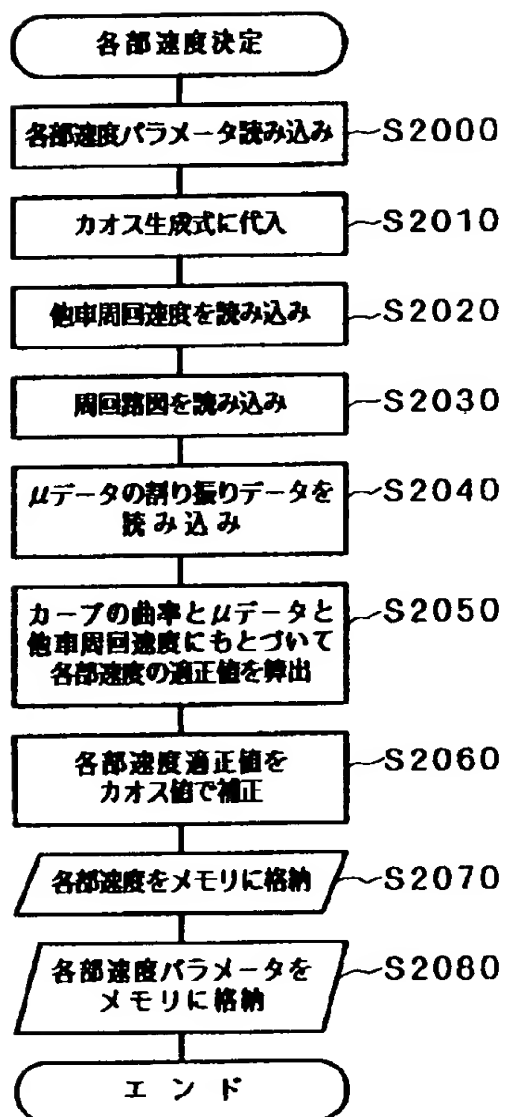 各部速度決定
各部速度パラメータ読み込み
S2000
カオス生成式に代入
S2010
他車周回速度を読み込み
S2020
周回路図を読み込み
S2030
μデータの割り振りデータを
読み込み
S2040
カーブの曲率とμデータと
他車周回速度にもとづいて
各部速度の適正値を算出
S2050
各部速度適正値を
カオス値で補正
S2060
各部速度をメモリに格納
S2070
各部速度パラメータを
メモリに格納
S2080
エンド